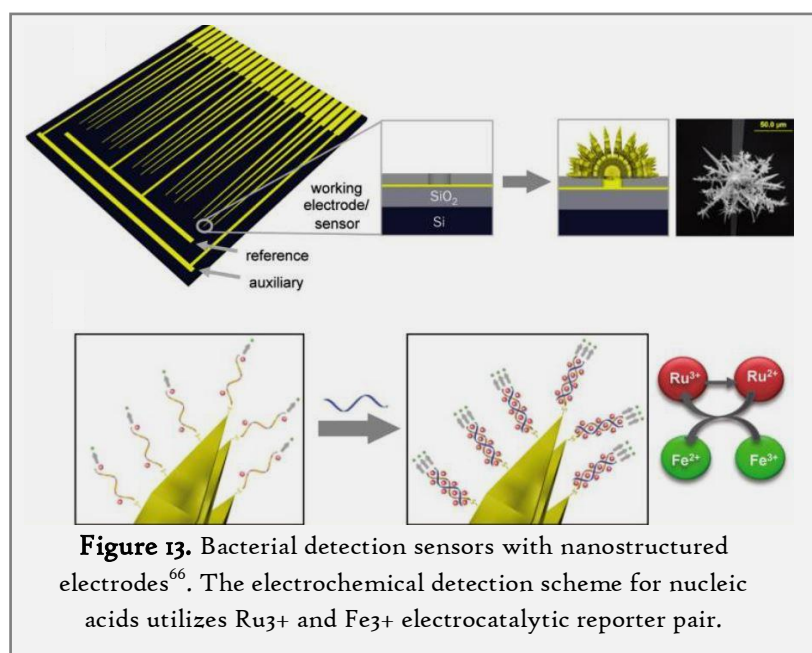 50.0 μm
working
electrode/
sensor
SiO₂
Si
reference
auxiliary
Ru³⁺
Ru²⁺
Fe²⁺
Fe³⁺
Figure 13. Bacterial detection sensors with nanostructured
electrodes⁶⁶. The electrochemical detection scheme for nucleic
acids utilizes Ru3+ and Fe3+ electrocatalytic reporter pair.